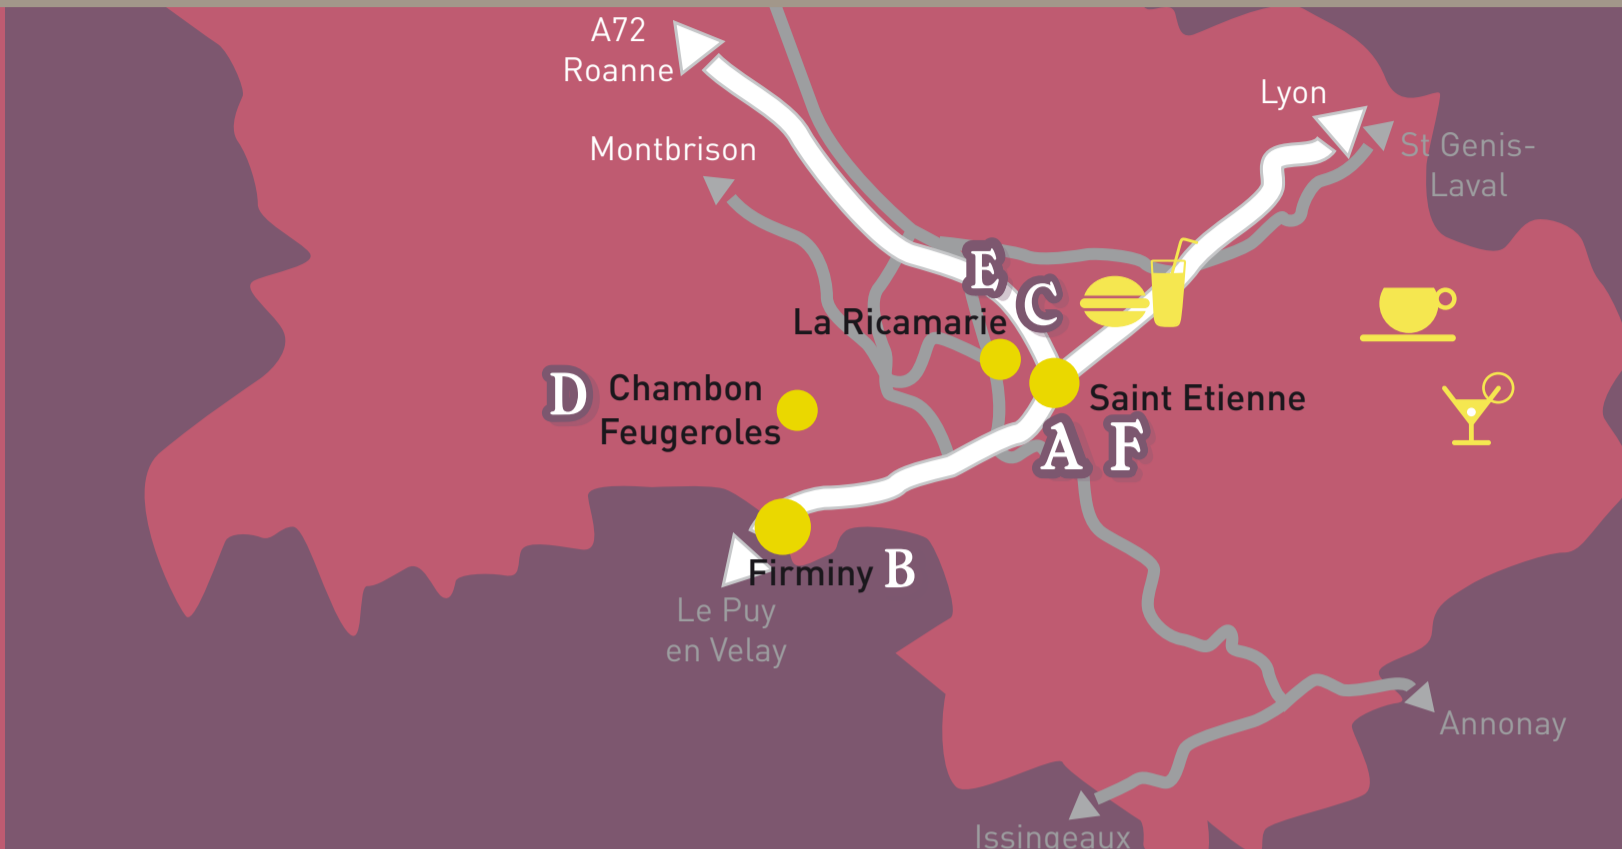 A72
Roanne
Lyon
Montbrison
St Genis-
Laval
E
C
La Ricamarie
D
Chambon
Feugeroles
Saint Etienne
A F
Firminy B
Le Puy
en Velay
Annonay
Issingeaux